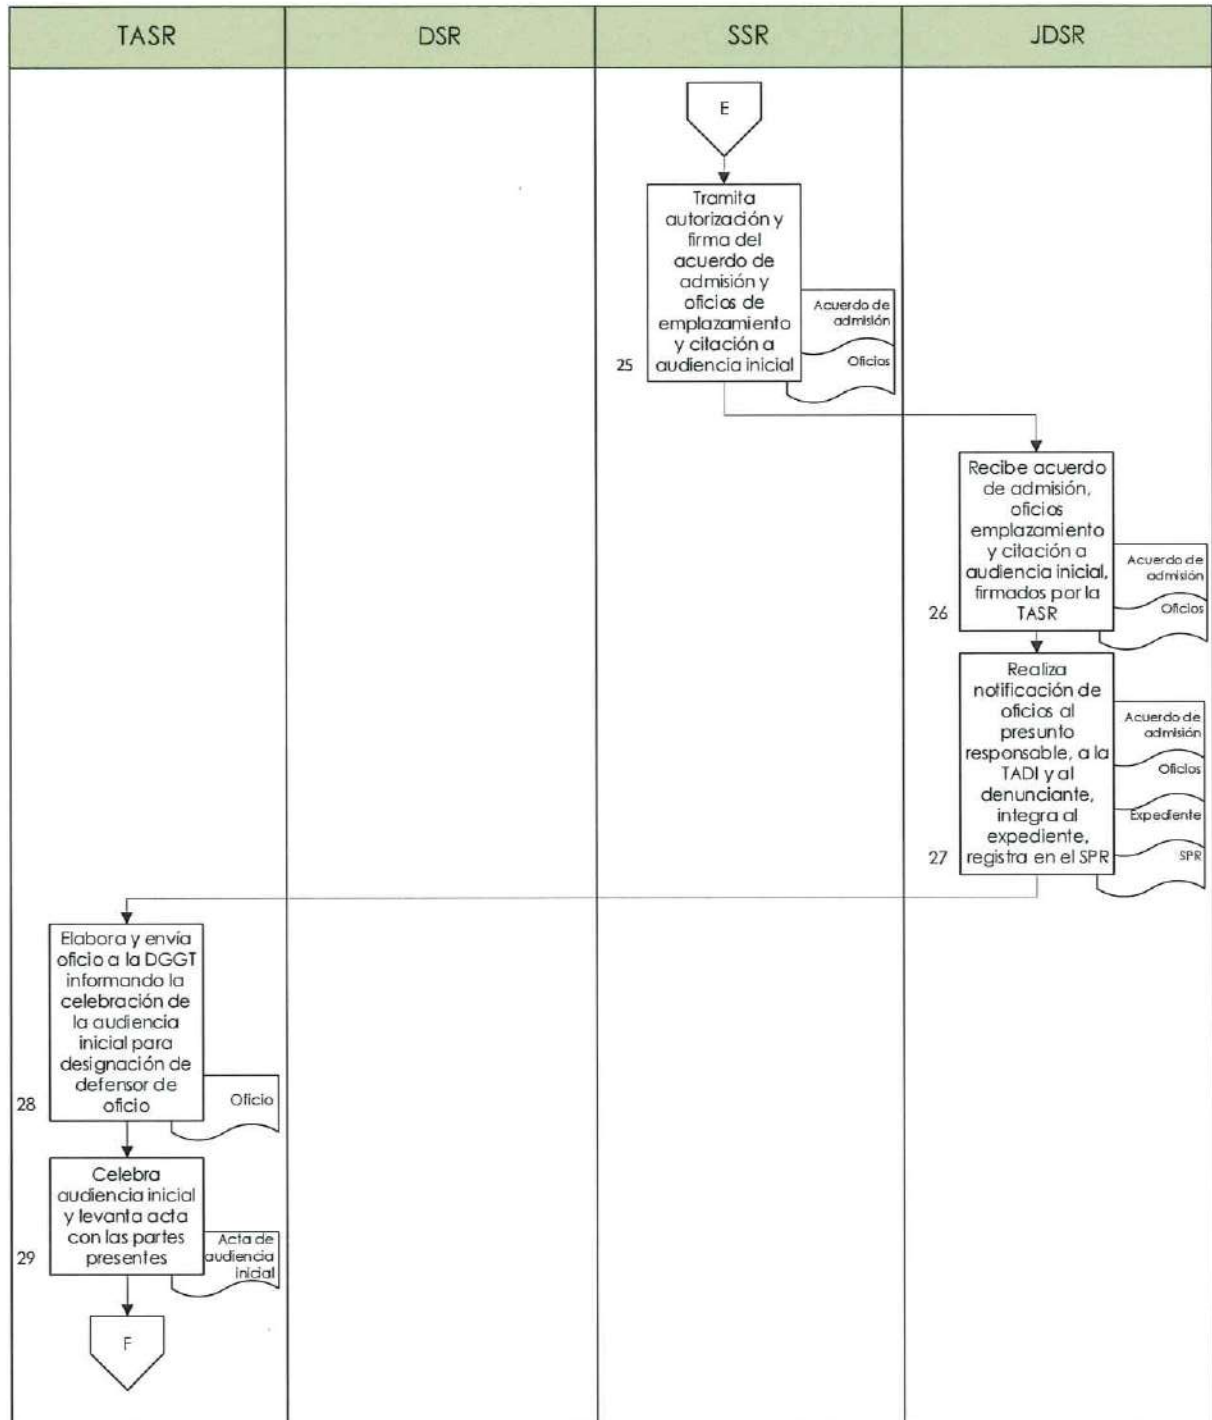 TASR
DSR
SSR
JDSR
E
Tramita
autorización y
firma del
acuerdo de
admisión y
oficios de
emplazamiento
y citación a
audiencia inicial
25
Acuerdo de
admisión
Oficios
Recibe acuerdo
de admisión,
oficios
emplazamiento
y citación a
audiencia inicial,
firmados por la
TASR
26
Acuerdo de
admisión
Oficios
Realiza
notificación de
oficios al
presunto
responsable, a la
TADI y al
denunciante,
integra al
expediente,
registra en el SPR
27
Acuerdo de
admisión
Oficios
Expediente
SPR
Elabora y envía
oficio a la DGGT
informando la
celebración de
la audiencia
inicial para
designación de
defensor de
oficio
28
Oficio
Celebra
audiencia inicial
y levanta acta
con las partes
presentes
29
Acta de
audiencia
inicial
F